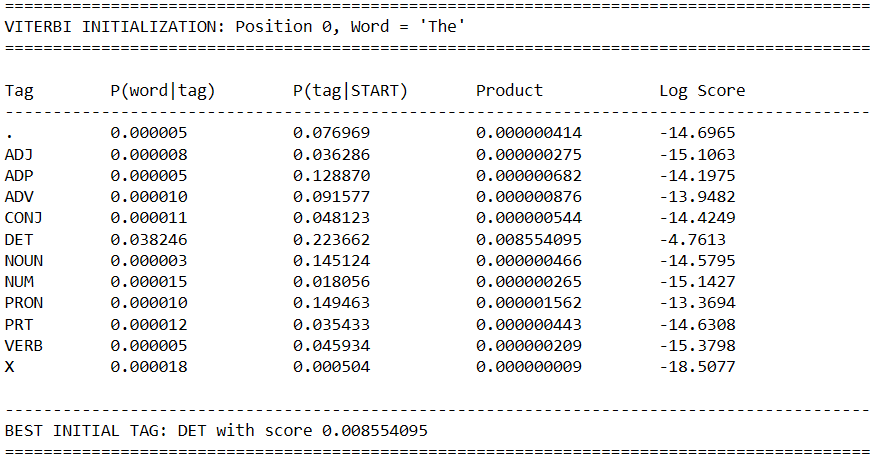 ==========================================================================================
VITERBI INITIALIZATION: Position 0, Word = 'The'
==========================================================================================
Tag        P(word|tag)        P(tag|START)       Product            Log Score
------------------------------------------------------------------------------------------
.          0.000005           0.076969           0.000000414        -14.6965
ADJ        0.000008           0.036286           0.000000275        -15.1063
ADP        0.000005           0.128870           0.000000682        -14.1975
ADV        0.000010           0.091577           0.000000876        -13.9482
CONJ       0.000011           0.048123           0.000000544        -14.4249
DET        0.038246           0.223662           0.008554095        -4.7613
NOUN       0.000003           0.145124           0.000000466        -14.5795
NUM        0.000015           0.018056           0.000000265        -15.1427
PRON       0.000010           0.149463           0.000001562        -13.3694
PRT        0.000012           0.035433           0.000000443        -14.6308
VERB       0.000005           0.045934           0.000000209        -15.3798
X          0.000018           0.000504           0.000000009        -18.5077
------------------------------------------------------------------------------------------
BEST INITIAL TAG: DET with score 0.008554095
==========================================================================================